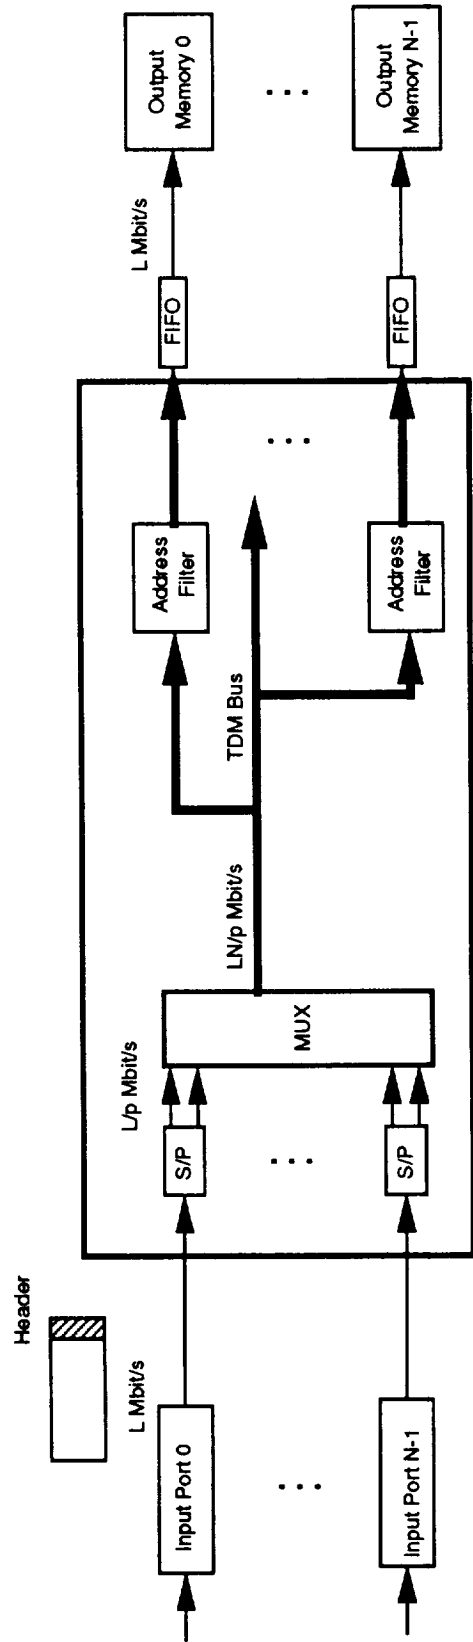 Header
L Mbit/s
Input Port 0
. . .
Input Port N-1
S/P
. . .
S/P
L/p Mbit/s
MUX
LN/p Mbit/s
TDM Bus
Address
Filter
Address
Filter
. . .
FIFO
FIFO
L Mbit/s
Output
Memory 0
. . .
Output
Memory N-1